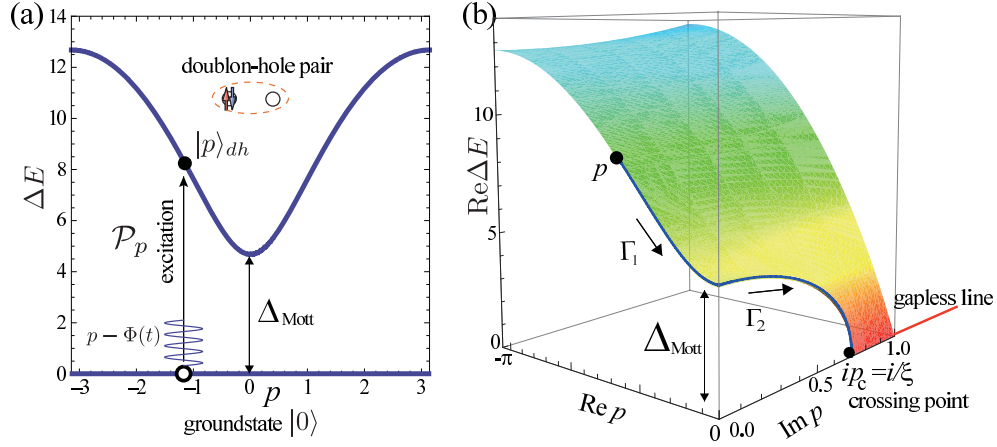 (a)
14
12
10
8
6
4
2
0
ΔE
doublon-hole pair
|p⟩dh
𝒫p
excitation
p − Φ(t)
ΔMott
−3 −2 −1 0 p 1 2 3
groundstate |0⟩
(b)
10
5
0
ReΔE
p
Γ1
Γ2
ΔMott
-π
Re p
0
0.0
0.5
1.0
Im p
gapless line
ipc = i/ξ
crossing point